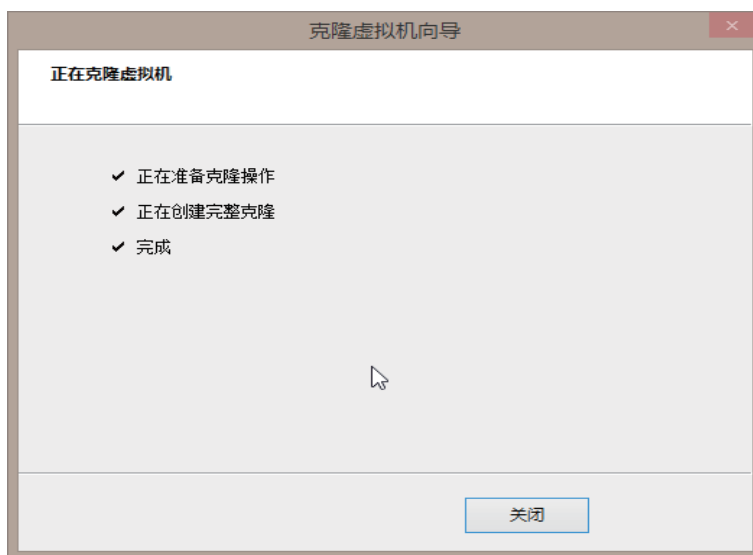 克隆虚拟机向导
正在克隆虚拟机
正在准备克隆操作
正在创建完整克隆
完成
关闭